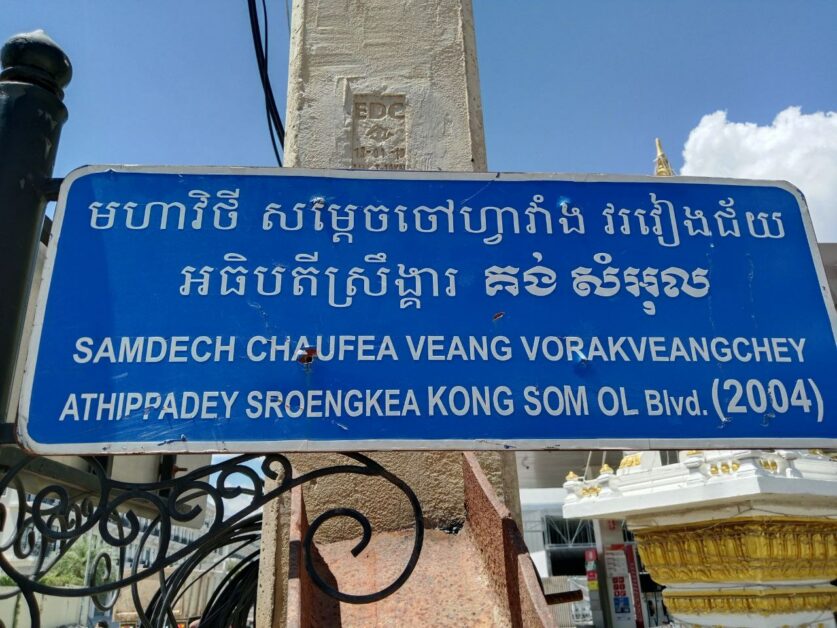 EDC
មហាវិថី សម្តេចចៅហ្វាវាំង វរវៀងជ័យ
អធិបតីស្រឹង្គារ គង់ សំអុល
SAMDECH CHAUFEA VEANG VORAKVEANGCHEY
ATHIPPADEY SROENGKEA KONG SOM OL Blvd. (2004)